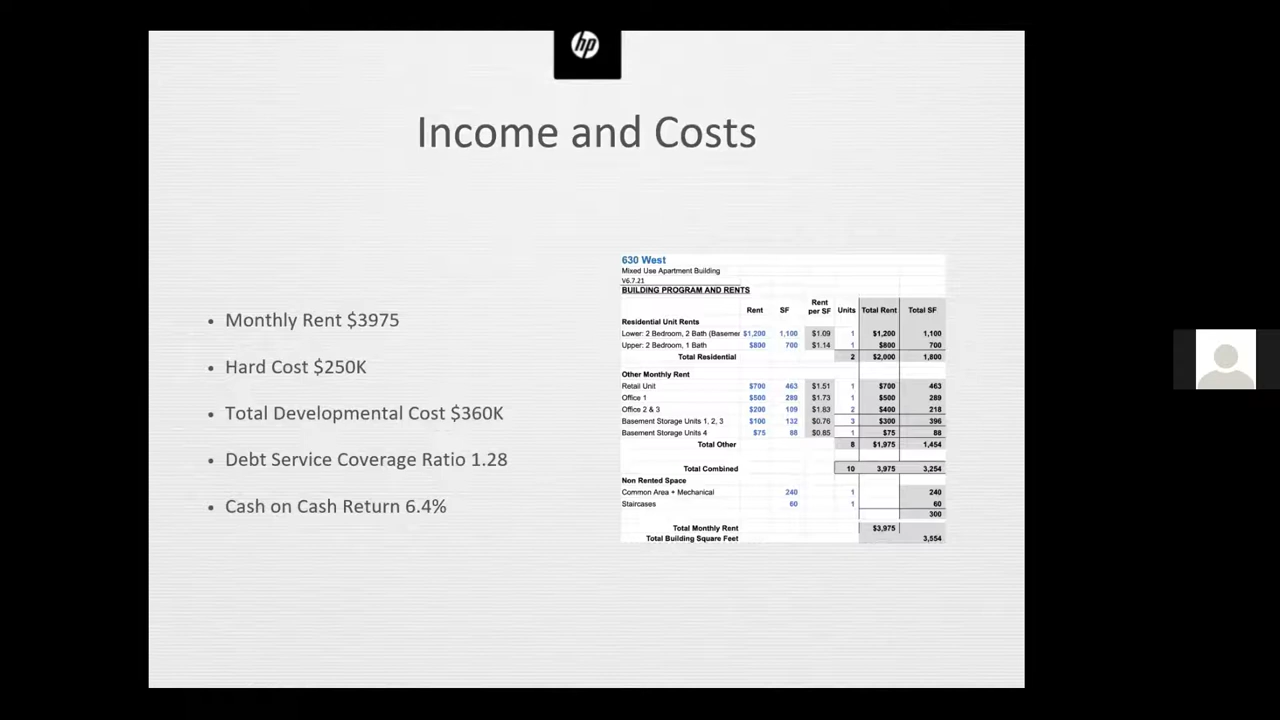 hp
Income and Costs
• Monthly Rent $3975
• Hard Cost $250K
• Total Developmental Cost $360K
• Debt Service Coverage Ratio 1.28
• Cash on Cash Return 6.4%
630 West
Mixed Use Apartment Building
V6.7.21
BUILDING PROGRAM AND RENTS
Rent SF Rent per SF Units Total Rent Total SF
Residential Unit Rents
Lower: 2 Bedroom, 2 Bath (Basemer $1,200 1,100 $1.09 1 $1,200 1,100
Upper: 2 Bedroom, 1 Bath $800 700 $1.14 1 $800 700
Total Residential 2 $2,000 1,800
Other Monthly Rent
Retail Unit $700 463 $1.51 1 $700 463
Office 1 $500 289 $1.73 1 $500 289
Office 2 & 3 $200 109 $1.83 2 $400 218
Basement Storage Units 1, 2, 3 $100 132 $0.76 3 $300 396
Basement Storage Units 4 $75 88 $0.85 1 $75 88
Total Other 8 $1,975 1,454
Total Combined 10 3,975 3,254
Non Rented Space
Common Area + Mechanical 240 1 240
Staircases 60 1 60
300
Total Monthly Rent $3,975
Total Building Square Feet 3,554